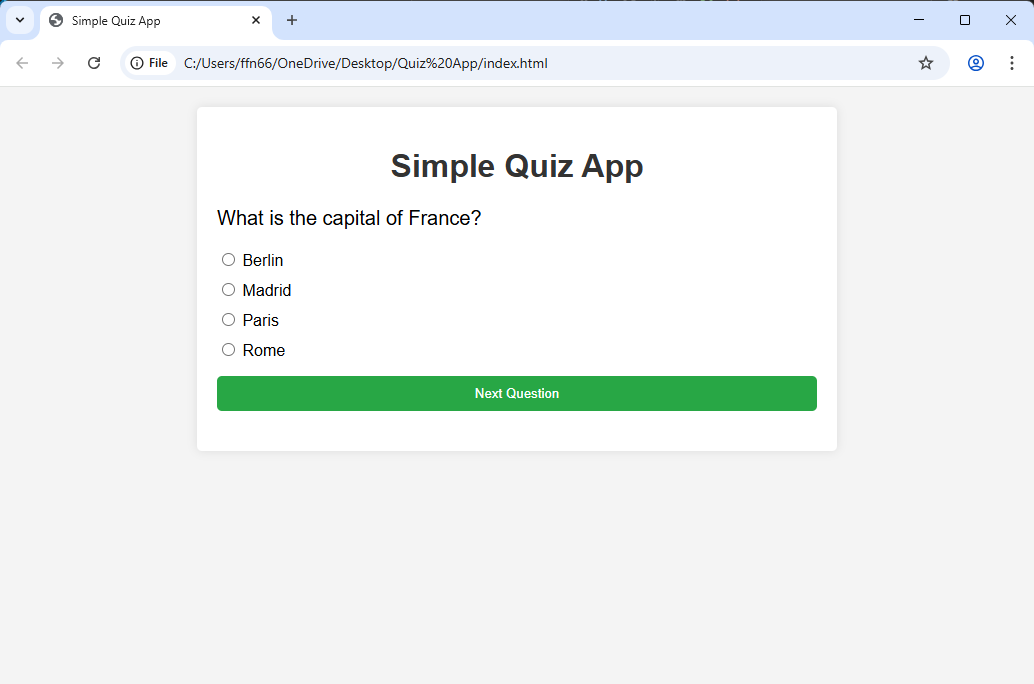 Simple Quiz App
File C:/Users/ffn66/OneDrive/Desktop/Quiz%20App/index.html
Simple Quiz App
What is the capital of France?
Berlin
Madrid
Paris
Rome
Next Question